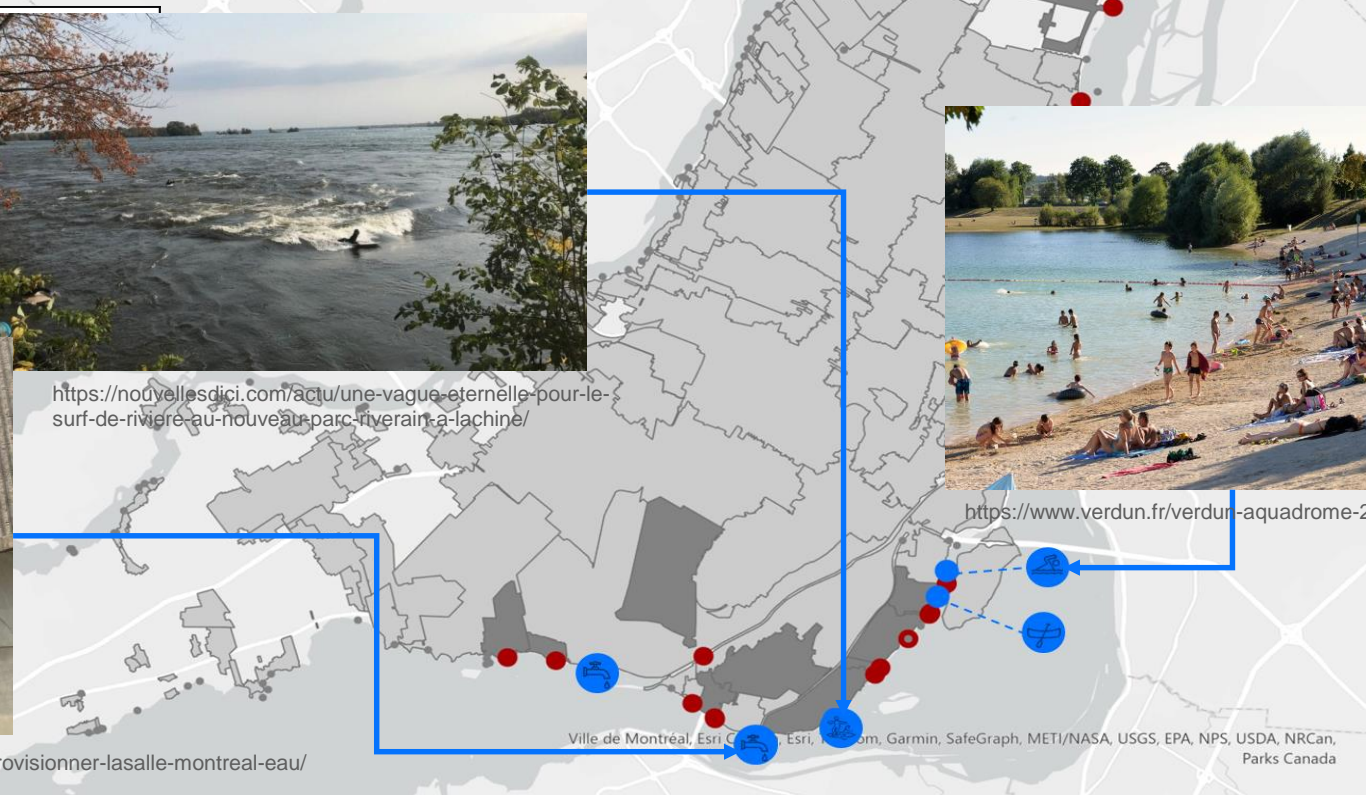 https://nouvellesdici.com/actu/une-vague-eternelle-pour-le-
surf-de-riviere-au-nouveau-parc-riverain-a-lachine/
https://www.verdun.fr/verdun-aquadrome-2
Ville de Montréal, Esri Esri, Garmin, SafeGraph, METI/NASA, USGS, EPA, NPS, USDA, NRCan,
Parks Canada
rovisionner-lasalle-montreal-eau/